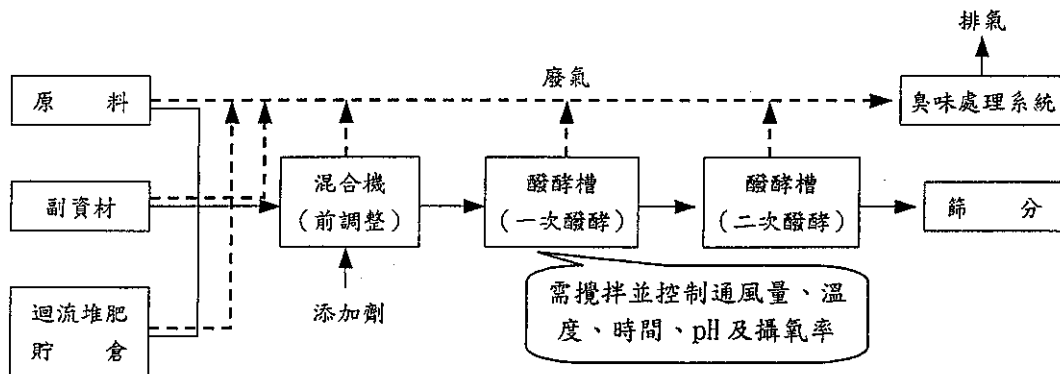 排氣
廢氣
原 料
臭味處理系統
副資材
混合機
(前調整)
醱酵槽
(一次醱酵)
醱酵槽
(二次醱酵)
篩 分
迴流堆肥
貯 倉
添加劑
需攪拌並控制通風量、溫
度、時間、pH及攝氧率